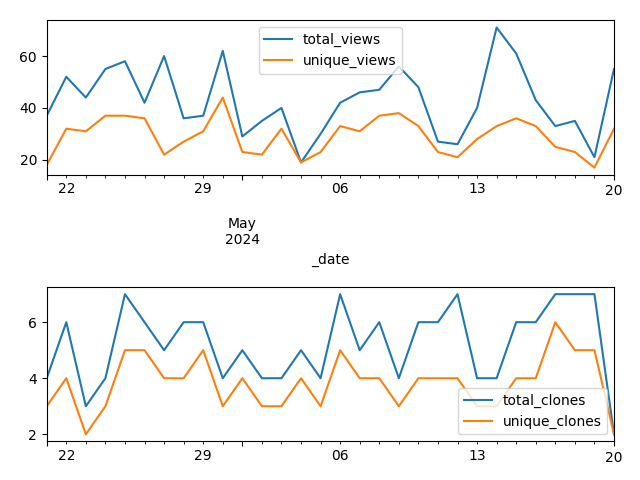 total_views
unique_views
60
40
20
22
29
06
13
20
May
2024
_date
total_clones
unique_clones
6
4
2
22
29
06
13
20